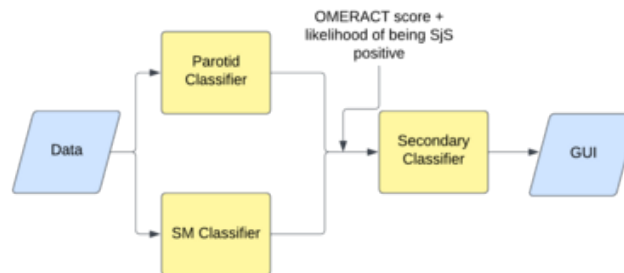 OMERACT score +
likelihood of being SjS
positive
Parotid
Classifier
Data
Secondary
Classifier
GUI
SM Classifier